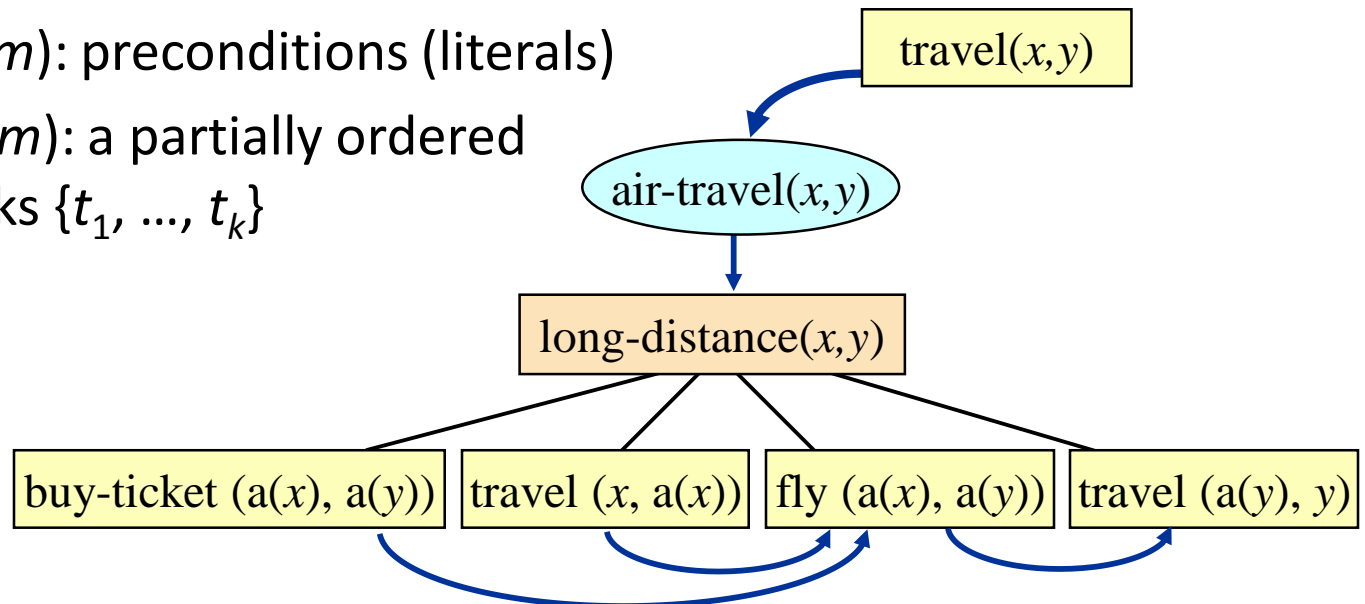 m): preconditions (literals)
travel(x,y)
m): a partially ordered
ks {t₁, …, tₖ}
air-travel(x,y)
long-distance(x,y)
buy-ticket (a(x), a(y))
travel (x, a(x))
fly (a(x), a(y))
travel (a(y), y)